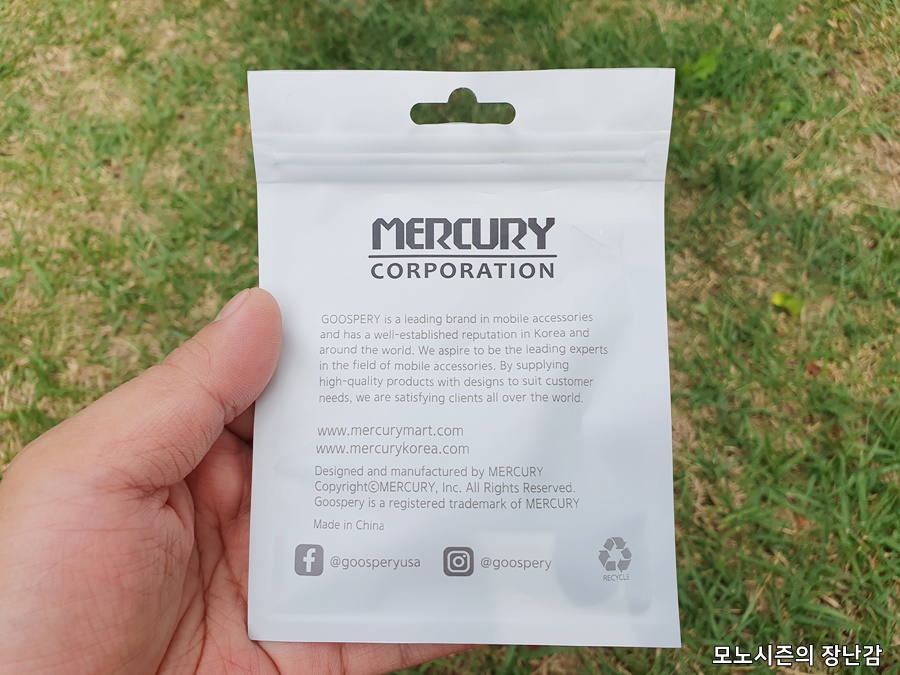 MERCURY
CORPORATION
GOOSPERY is a leading brand in mobile accessories
and has a well-established reputation in Korea and
around the world. We aspire to be the leading experts
in the field of mobile accessories. By supplying
high-quality products with designs to suit customer
needs, we are satisfying clients all over the world.
www.mercurymart.com
www.mercurykorea.com
Designed and manufactured by MERCURY
CopyrightⓒMERCURY, Inc. All Rights Reserved.
Goospery is a registered trademark of MERCURY
Made in China
@goosperyusa @goospery
RECYCLE
모노시즌의 장난감